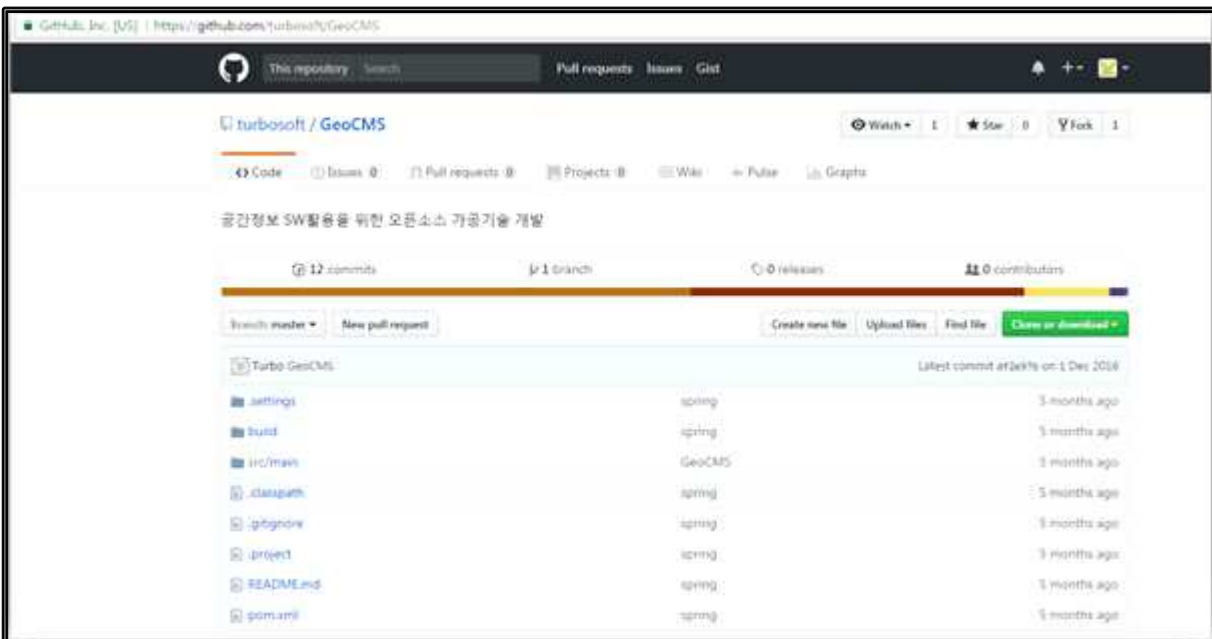 GitHub, Inc. [US] https://github.com/turbosoft/GeoCMS
This repository Search Pull requests Issues Gist
turbosoft / GeoCMS Watch 1 Star 0 Fork 1
Code Issues 0 Pull requests 0 Projects 0 Wiki Pulse Graphs
공간정보 SW활용을 위한 오픈소스 가공기술 개발
12 commits 1 branch 0 releases 0 contributors
Branch: master New pull request Create new file Upload files Find file Clone or download
Turbo GeoCMS Latest commit on 1 Dec 2016
.settings spring 5 months ago
build spring 5 months ago
src/main GeoCMS 5 months ago
.classpath spring 5 months ago
.gitignore spring 5 months ago
.project spring 5 months ago
README.md spring 5 months ago
pom.xml spring 5 months ago